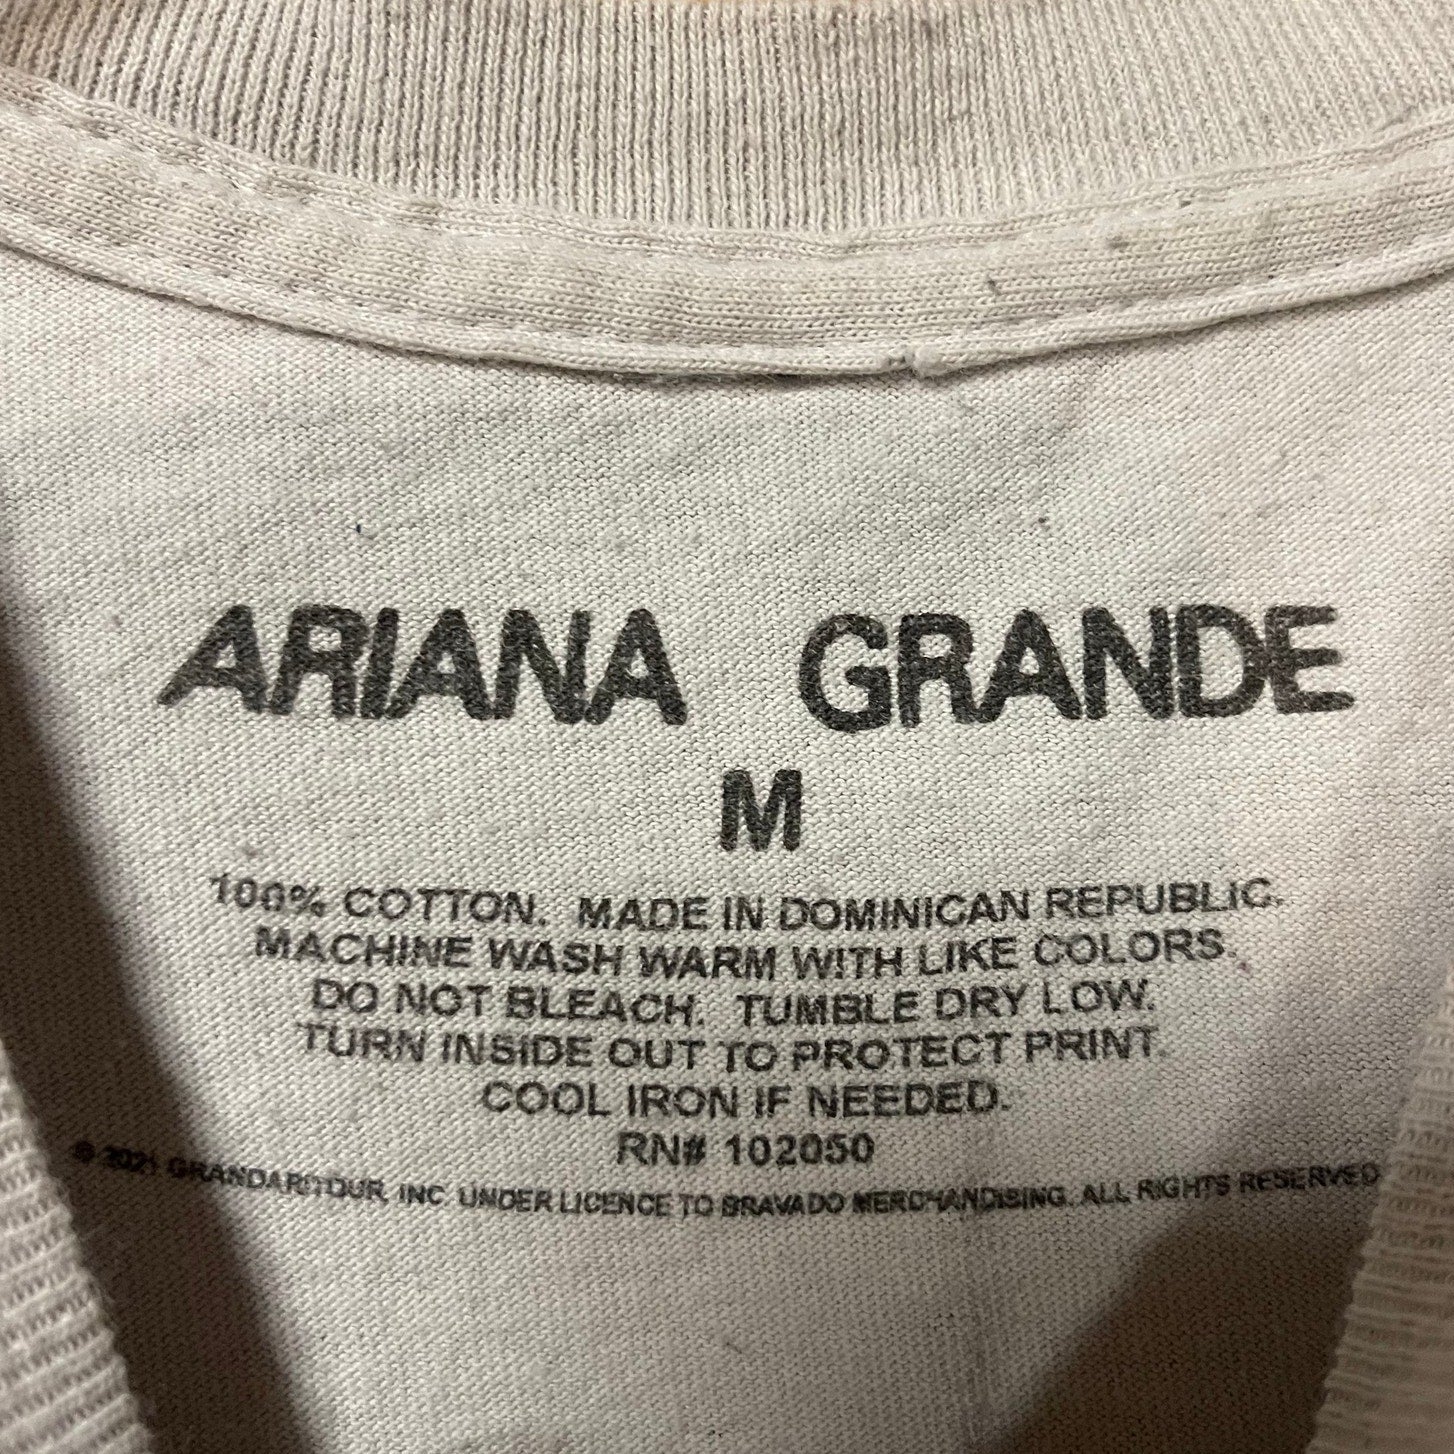 ARIANA GRANDE
M
100% COTTON. MADE IN DOMINICAN REPUBLIC.
MACHINE WASH WARM WITH LIKE COLORS.
DO NOT BLEACH. TUMBLE DRY LOW.
TURN INSIDE OUT TO PROTECT PRINT.
COOL IRON IF NEEDED.
RN# 102050
© 2021 GRANDARITOUR, INC. UNDER LICENCE TO BRAVADO MERCHANDISING. ALL RIGHTS RESERVED